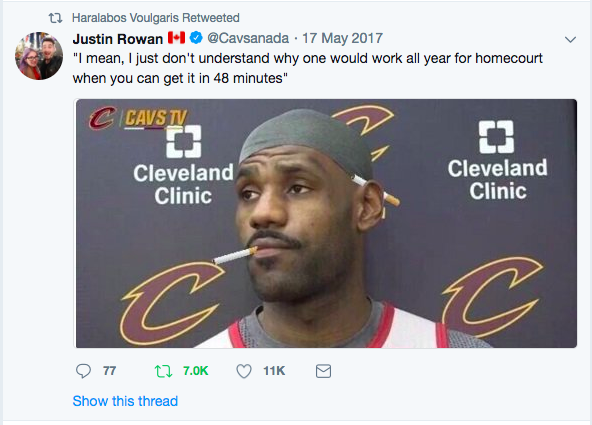 Haralabos Voulgaris Retweeted
Justin Rowan @Cavsanada · 17 May 2017
"I mean, I just don't understand why one would work all year for homecourt
when you can get it in 48 minutes"
C CAVS TV
Cleveland
Clinic
Cleveland
Clinic
C
C
77 7.0K 11K
Show this thread